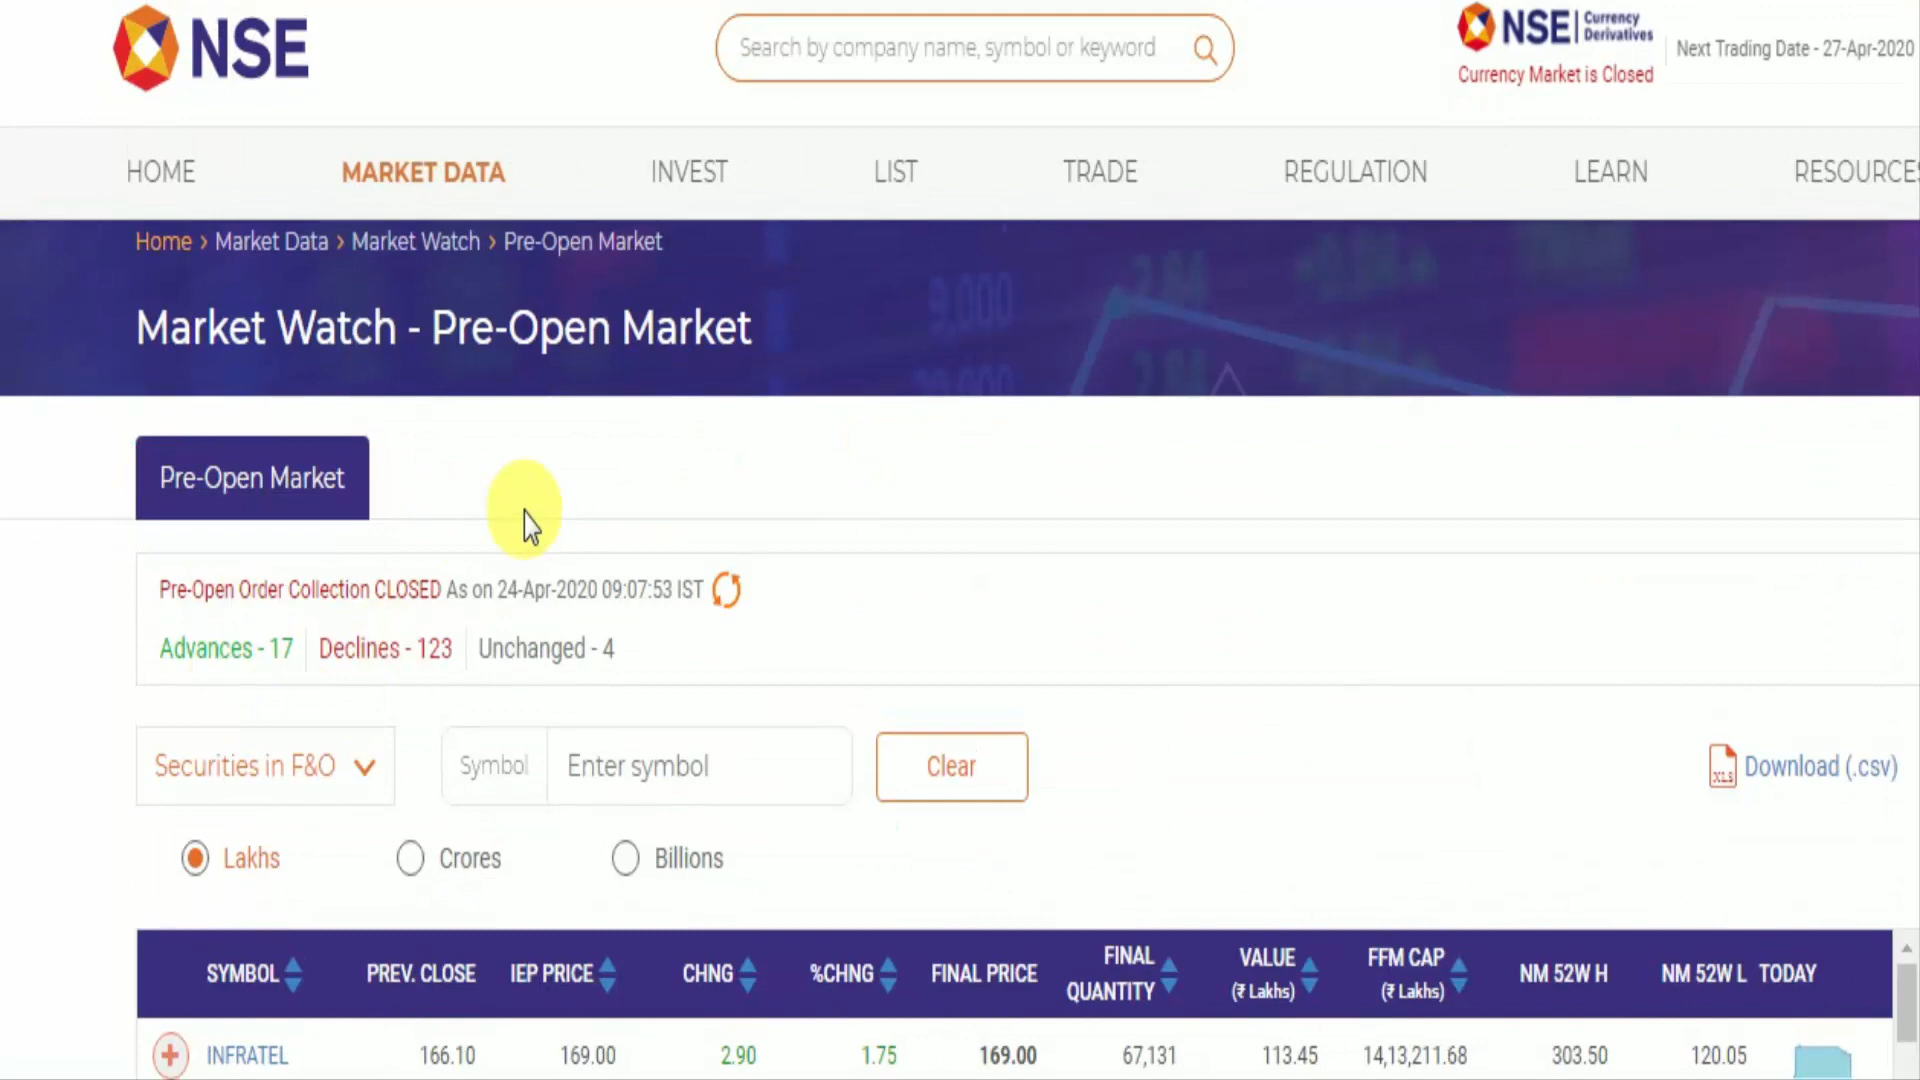 NSE
Search by company name, symbol or keyword
NSE | Currency Derivatives
Currency Market is Closed
Next Trading Date - 27-Apr-2020
HOME MARKET DATA INVEST LIST TRADE REGULATION LEARN RESOURCES
Home › Market Data › Market Watch › Pre-Open Market
Market Watch - Pre-Open Market
Pre-Open Market
Pre-Open Order Collection CLOSED As on 24-Apr-2020 09:07:53 IST
Advances - 17 Declines - 123 Unchanged - 4
Securities in F&O Symbol Enter symbol Clear XLS Download (.csv)
Lakhs Crores Billions
SYMBOL PREV. CLOSE IEP PRICE CHNG %CHNG FINAL PRICE FINAL QUANTITY VALUE (₹ Lakhs) FFM CAP (₹ Lakhs) NM 52W H NM 52W L TODAY
INFRATEL 166.10 169.00 2.90 1.75 169.00 67,131 113.45 14,13,211.68 303.50 120.05